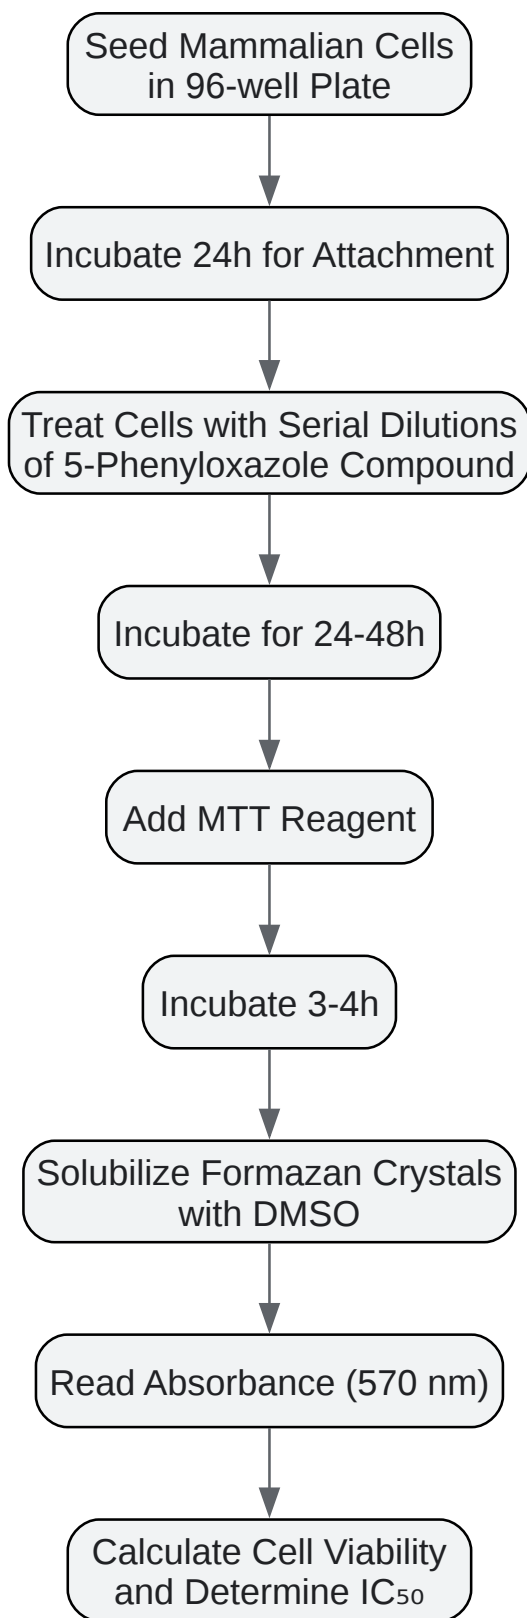 Seed Mammalian Cells
in 96-well Plate
Incubate 24h for Attachment
Treat Cells with Serial Dilutions
of 5-Phenyloxazole Compound
Incubate for 24-48h
Add MTT Reagent
Incubate 3-4h
Solubilize Formazan Crystals
with DMSO
Read Absorbance (570 nm)
Calculate Cell Viability
and Determine IC₅₀